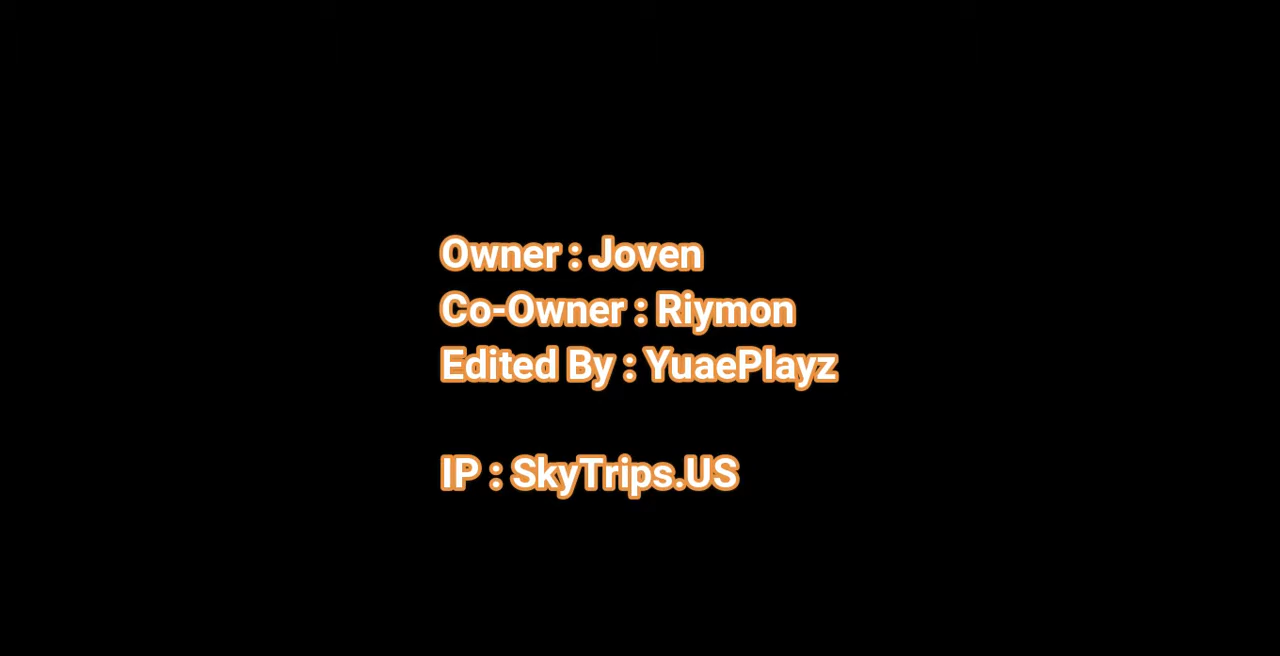 Owner : Joven
Co-Owner : Riymon
Edited By : YuaePlayz
IP : SkyTrips.US